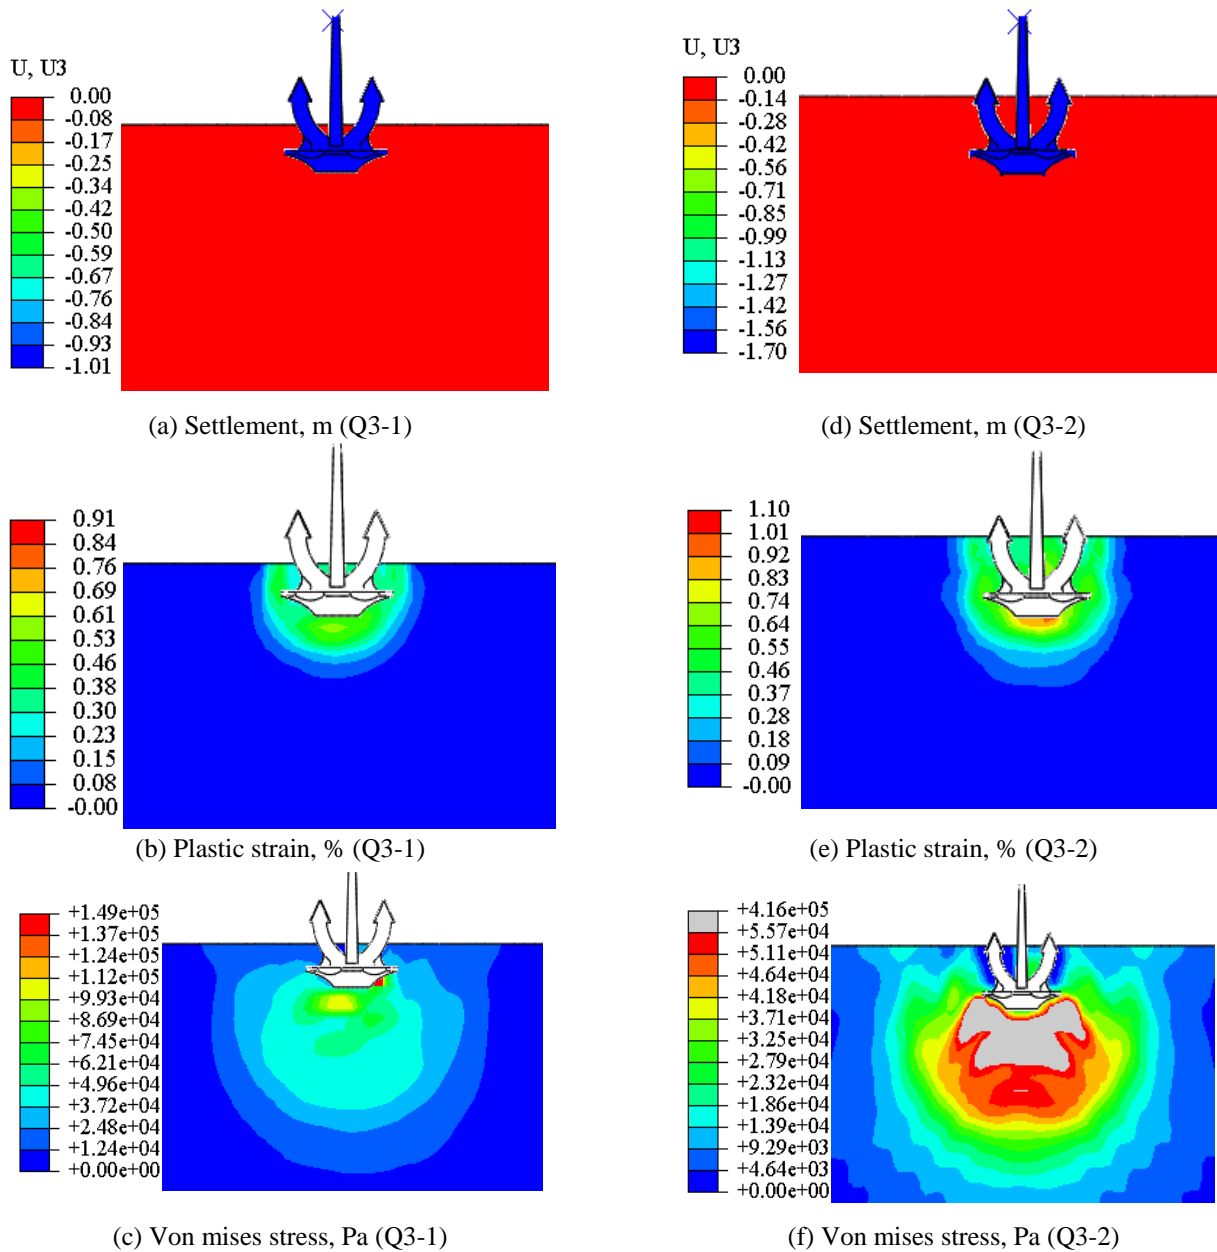 U, U3
0.00
-0.08
-0.17
-0.25
-0.34
-0.42
-0.50
-0.59
-0.67
-0.76
-0.84
-0.93
-1.01
(a) Settlement, m (Q3-1)
U, U3
0.00
-0.14
-0.28
-0.42
-0.56
-0.71
-0.85
-0.99
-1.13
-1.27
-1.42
-1.56
-1.70
(d) Settlement, m (Q3-2)
0.91
0.84
0.76
0.69
0.61
0.53
0.46
0.38
0.30
0.23
0.15
0.08
-0.00
(b) Plastic strain, % (Q3-1)
1.10
1.01
0.92
0.83
0.74
0.64
0.55
0.46
0.37
0.28
0.18
0.09
-0.00
(e) Plastic strain, % (Q3-2)
+1.49e+05
+1.37e+05
+1.24e+05
+1.12e+05
+9.93e+04
+8.69e+04
+7.45e+04
+6.21e+04
+4.96e+04
+3.72e+04
+2.48e+04
+1.24e+04
+0.00e+00
(c) Von mises stress, Pa (Q3-1)
+4.16e+05
+5.57e+04
+5.11e+04
+4.64e+04
+4.18e+04
+3.71e+04
+3.25e+04
+2.79e+04
+2.32e+04
+1.86e+04
+1.39e+04
+9.29e+03
+4.64e+03
+0.00e+00
(f) Von mises stress, Pa (Q3-2)